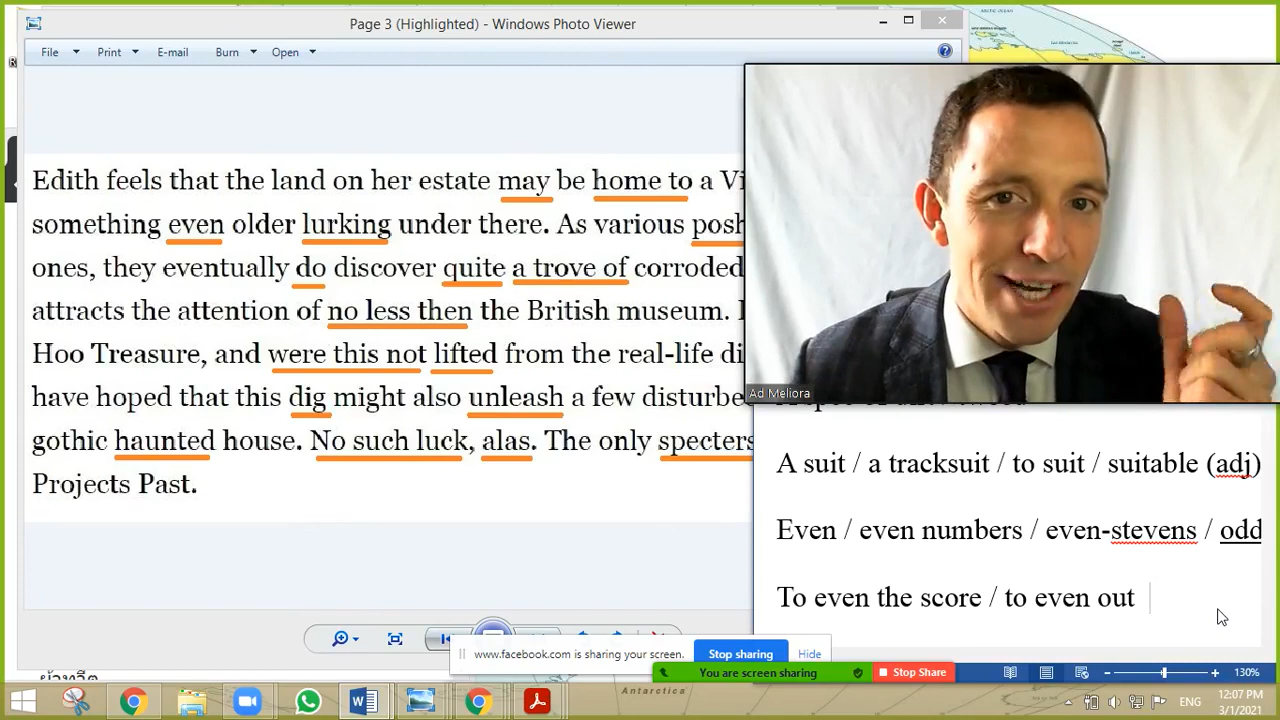 Page 3 (Highlighted) - Windows Photo Viewer
File Print E-mail Burn Open
Edith feels that the land on her estate may be home to a Vi
something even older lurking under there. As various posh
ones, they eventually do discover quite a trove of corroded
attracts the attention of no less then the British museum.
Hoo Treasure, and were this not lifted from the real-life di
have hoped that this dig might also unleash a few disturbe
gothic haunted house. No such luck, alas. The only specters
Projects Past.
Ad Meliora
A suit / a tracksuit / to suit / suitable (adj)
Even / even numbers / even-stevens / odd
To even the score / to even out
www.facebook.com is sharing your screen. Stop sharing Hide
You are screen sharing Stop Share
130%
Antarctica
ENG
12:07 PM
3/1/2021